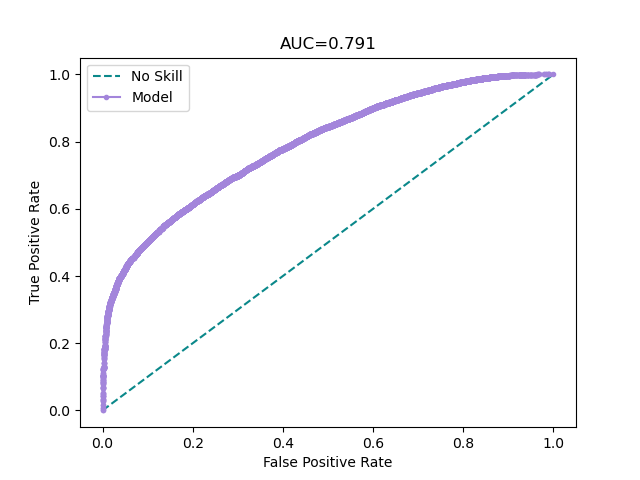 AUC=0.791
No Skill
Model
1.0
0.8
0.6
0.4
0.2
0.0
True Positive Rate
0.0 0.2 0.4 0.6 0.8 1.0
False Positive Rate